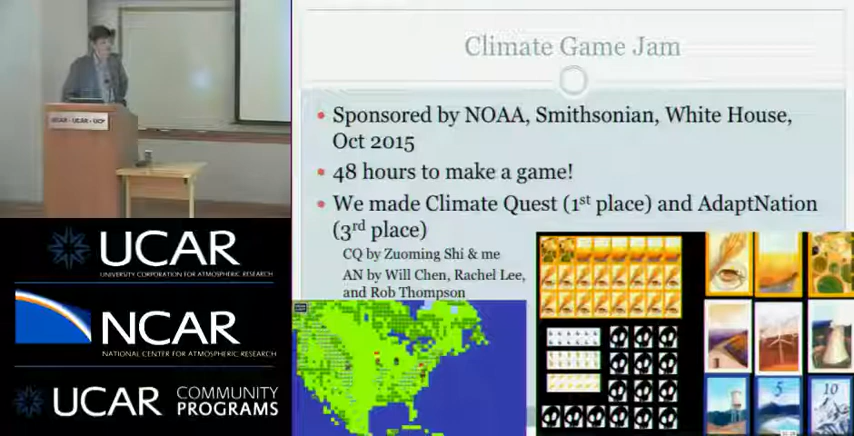 Climate Game Jam
Sponsored by NOAA, Smithsonian, White House,
Oct 2015
48 hours to make a game!
We made Climate Quest (1st place) and AdaptNation
(3rd place)
CQ by Zuoming Shi & me
AN by Will Chen, Rachel Lee,
and Rob Thompson
UCAR
UNIVERSITY CORPORATION FOR ATMOSPHERIC RESEARCH
NCAR
NATIONAL CENTER FOR ATMOSPHERIC RESEARCH
UCAR COMMUNITY
PROGRAMS
5
10